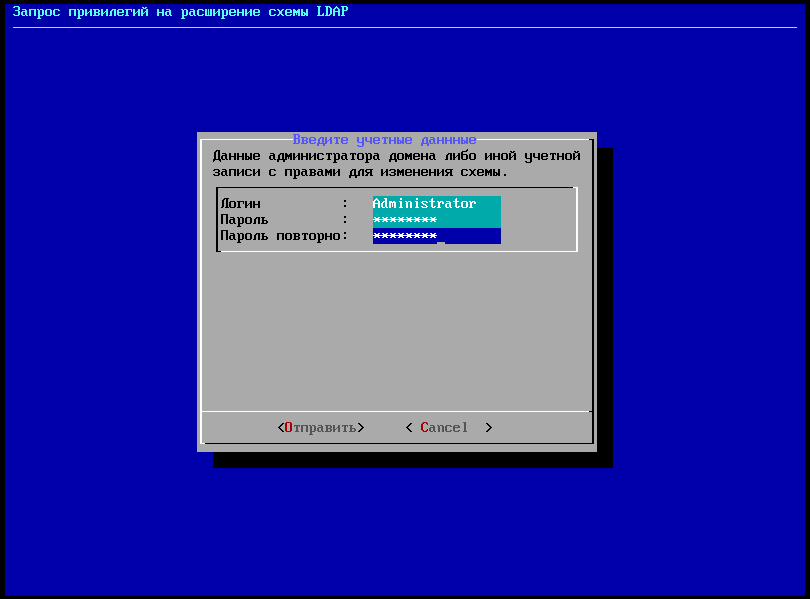 Запрос привилегий на расширение схемы LDAP
Введите учетные даннные
Данные администратора домена либо иной учетной
записи с правами для изменения схемы.
Логин : Administrator
Пароль : ********
Пароль повторно: ********
<Отправить> < Cancel >